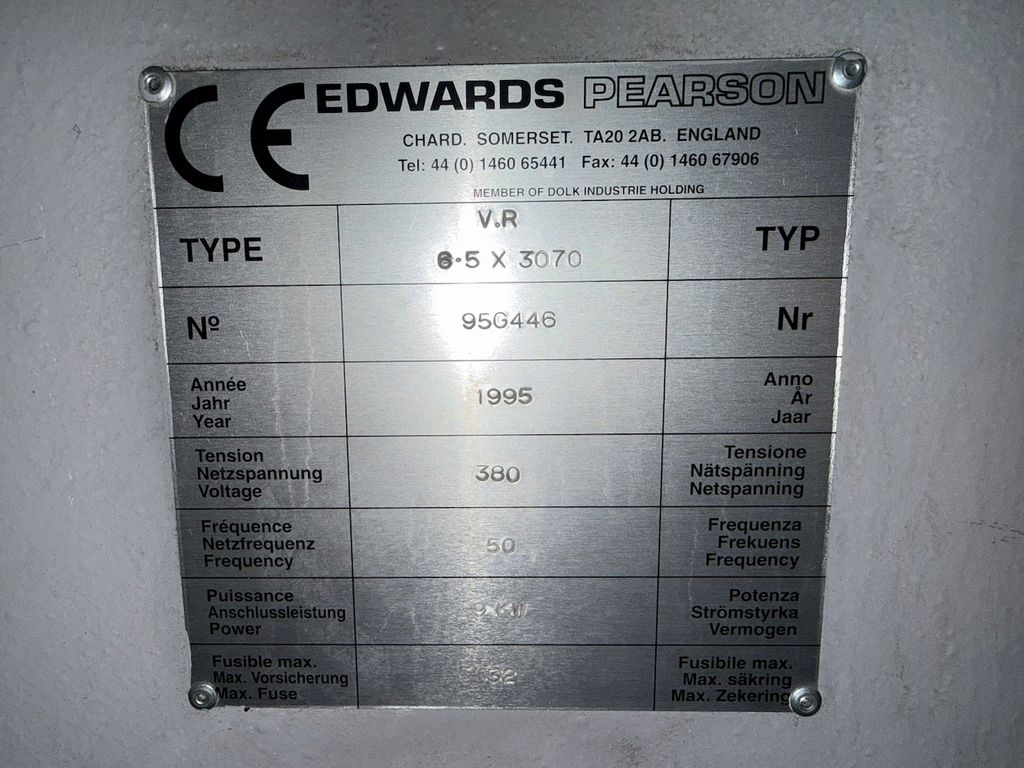 CE EDWARDS PEARSON
CHARD. SOMERSET. TA20 2AB. ENGLAND
Tel: 44 (0) 1460 65441 Fax: 44 (0) 1460 67906
MEMBER OF DOLK INDUSTRIE HOLDING
TYPE
V.R
6.5 X 3070
TYP
Nº
95G446
Nr
Année
Jahr
Year
1995
Anno
År
Jaar
Tension
Netzspannung
Voltage
380
Tensione
Nätspänning
Netspanning
Fréquence
Netzfrequenz
Frequency
50
Frequenza
Frekuens
Frequency
Puissance
Anschlussleistung
Power
9 KW
Potenza
Strömstyrka
Vermogen
Fusible max.
Max. Vorsicherung
Max. Fuse
32
Fusibile max.
Max. säkring
Max. Zekering